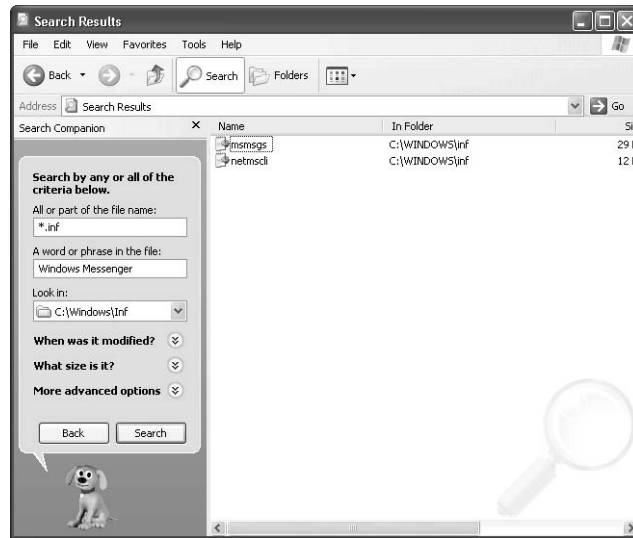 Search Results
File Edit View Favorites Tools Help
Back Search Folders
Address Search Results Go
Search Companion Name In Folder Si
msmsgs C:\WINDOWS\inf 29
netmscli C:\WINDOWS\inf 12
Search by any or all of the
criteria below.
All or part of the file name:
*.inf
A word or phrase in the file:
Windows Messenger
Look in:
C:\Windows\Inf
When was it modified?
What size is it?
More advanced options
Back Search